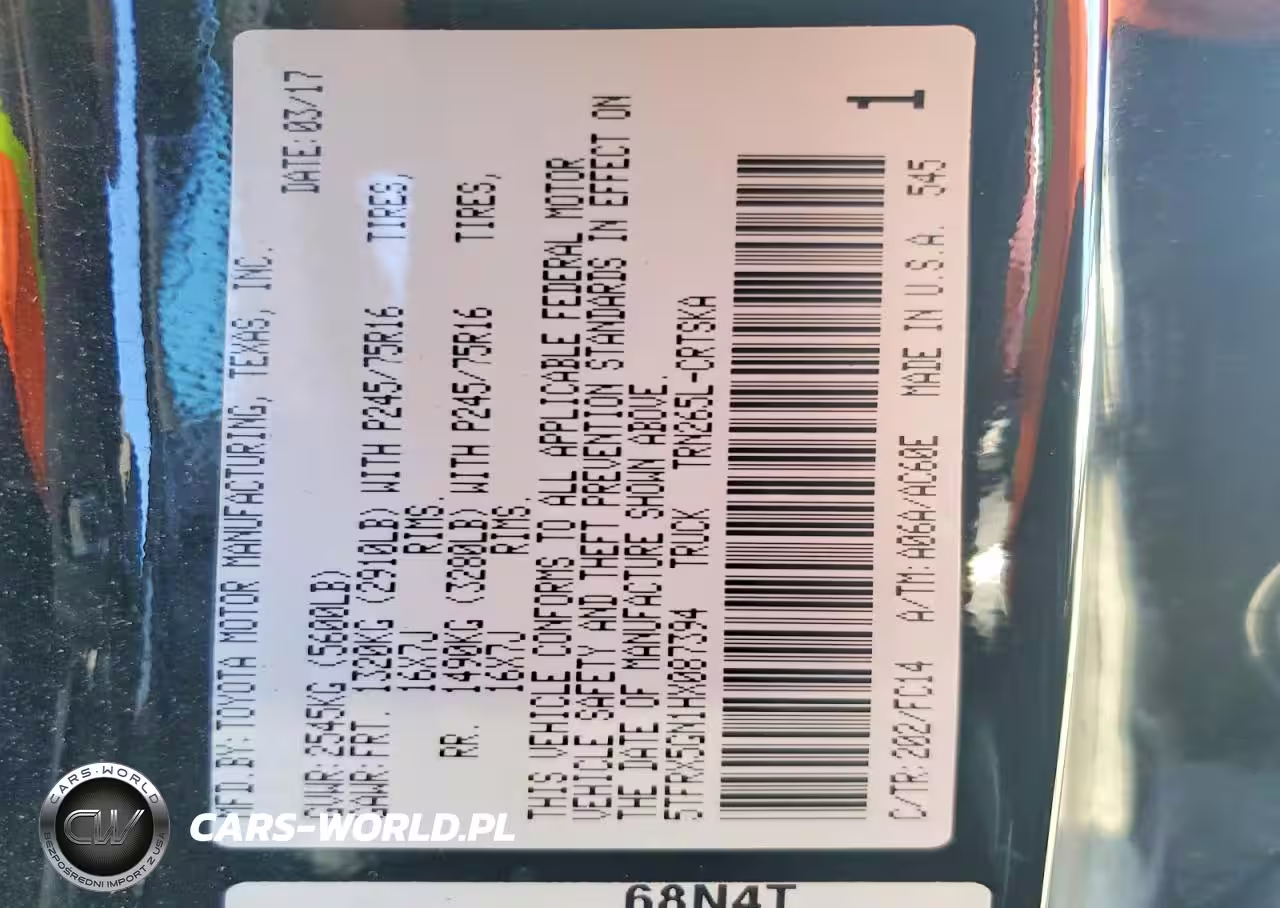 MFD.BY:TOYOTA MOTOR MANUFACTURING, TEXAS, INC.
DATE:03/17
GVWR:2545KG (5600LB)
GAWR:FRT. 1320KG (2910LB) WITH P245/75R16 TIRES,
16X7J RIMS.
RR. 1490KG (3280LB) WITH P245/75R16 TIRES,
16X7J RIMS.
THIS VEHICLE CONFORMS TO ALL APPLICABLE FEDERAL MOTOR
VEHICLE SAFETY AND THEFT PREVENTION STANDARDS IN EFFECT ON
THE DATE OF MANUFACTURE SHOWN ABOVE.
5TFRX5GN1HX087394 TRUCK TRN265L-CRTSKA
1
C/TR:202/FC14 A/TM:A06A/AC60E MADE IN U.S.A. 545
68N4T
CARS-WORLD
CW
BEZPOŚREDNI IMPORT Z USA
CARS-WORLD.PL